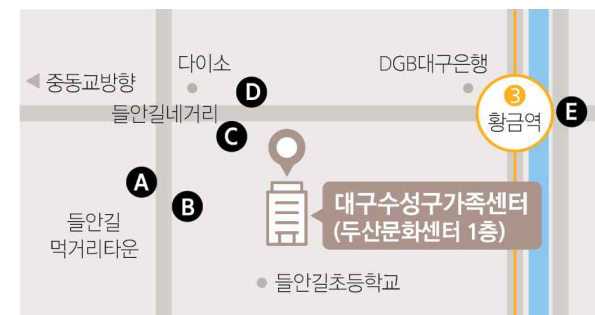 다이소
DGB대구은행
중동교방향
D
3
황금역
E
들안길네거리
C
A
B
대구수성구가족센터
(두산문화센터 1층)
들안길
먹거리타운
들안길초등학교